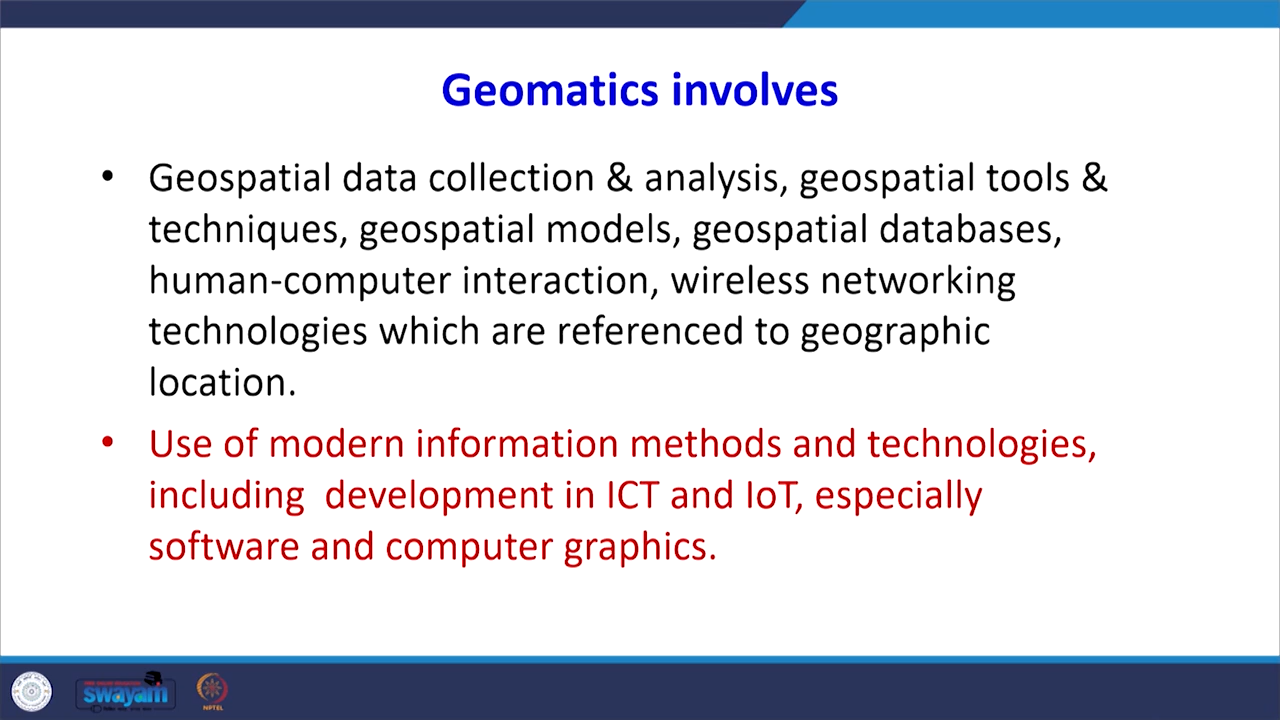 Geomatics involves
• Geospatial data collection & analysis, geospatial tools &
techniques, geospatial models, geospatial databases,
human-computer interaction, wireless networking
technologies which are referenced to geographic
location.
• Use of modern information methods and technologies,
including  development in ICT and IoT, especially
software and computer graphics.
swayam
NPTEL